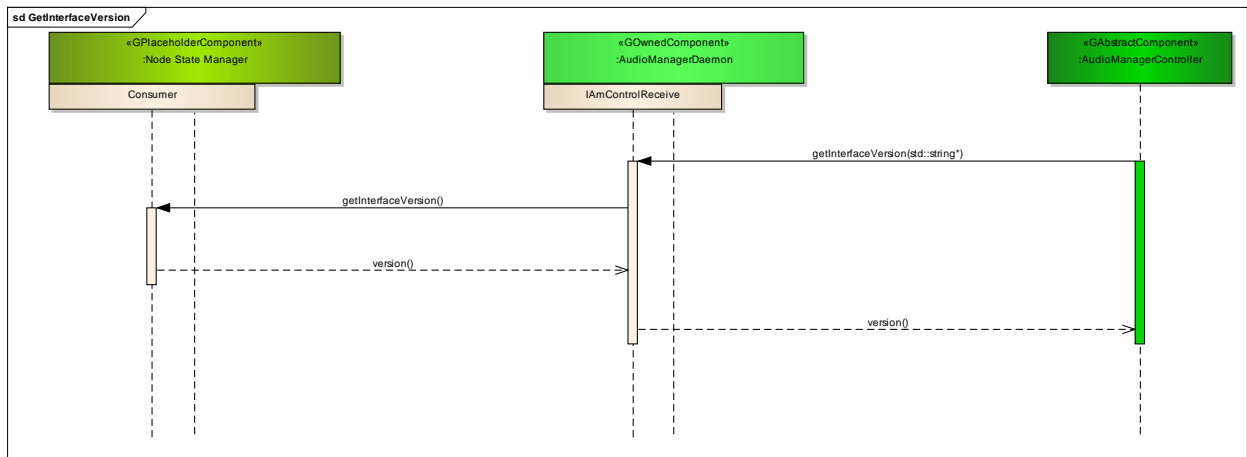 sd GetInterfaceVersion
«GPlaceholderComponent»
:Node State Manager
«GOwnedComponent»
:AudioManagerDaemon
«GAbstractComponent»
:AudioManagerController
Consumer
IAmControlReceive
getInterfaceVersion(std::string*)
getInterfaceVersion()
version()
version()